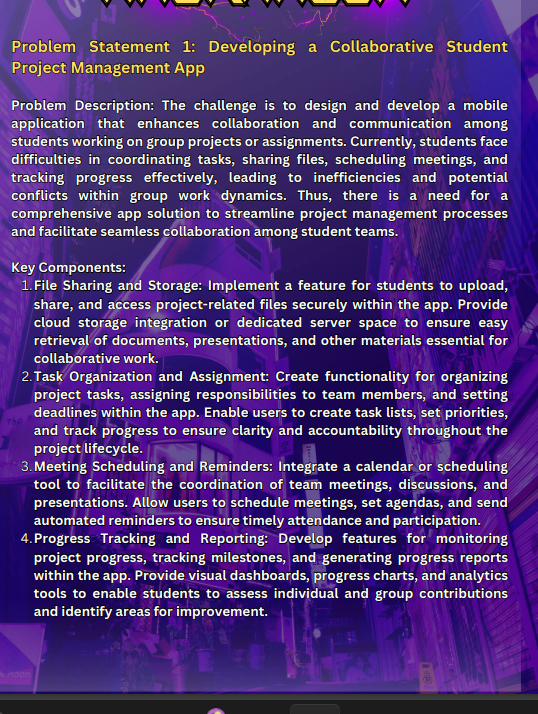 Problem Statement 1: Developing a Collaborative Student
Project Management App
Problem Description: The challenge is to design and develop a mobile
application that enhances collaboration and communication among
students working on group projects or assignments. Currently, students face
difficulties in coordinating tasks, sharing files, scheduling meetings, and
tracking progress effectively, leading to inefficiencies and potential
conflicts within group work dynamics. Thus, there is a need for a
comprehensive app solution to streamline project management processes
and facilitate seamless collaboration among student teams.
Key Components:
1. File Sharing and Storage: Implement a feature for students to upload,
share, and access project-related files securely within the app. Provide
cloud storage integration or dedicated server space to ensure easy
retrieval of documents, presentations, and other materials essential for
collaborative work.
2. Task Organization and Assignment: Create functionality for organizing
project tasks, assigning responsibilities to team members, and setting
deadlines within the app. Enable users to create task lists, set priorities,
and track progress to ensure clarity and accountability throughout the
project lifecycle.
3. Meeting Scheduling and Reminders: Integrate a calendar or scheduling
tool to facilitate the coordination of team meetings, discussions, and
presentations. Allow users to schedule meetings, set agendas, and send
automated reminders to ensure timely attendance and participation.
4. Progress Tracking and Reporting: Develop features for monitoring
project progress, tracking milestones, and generating progress reports
within the app. Provide visual dashboards, progress charts, and analytics
tools to enable students to assess individual and group contributions
and identify areas for improvement.